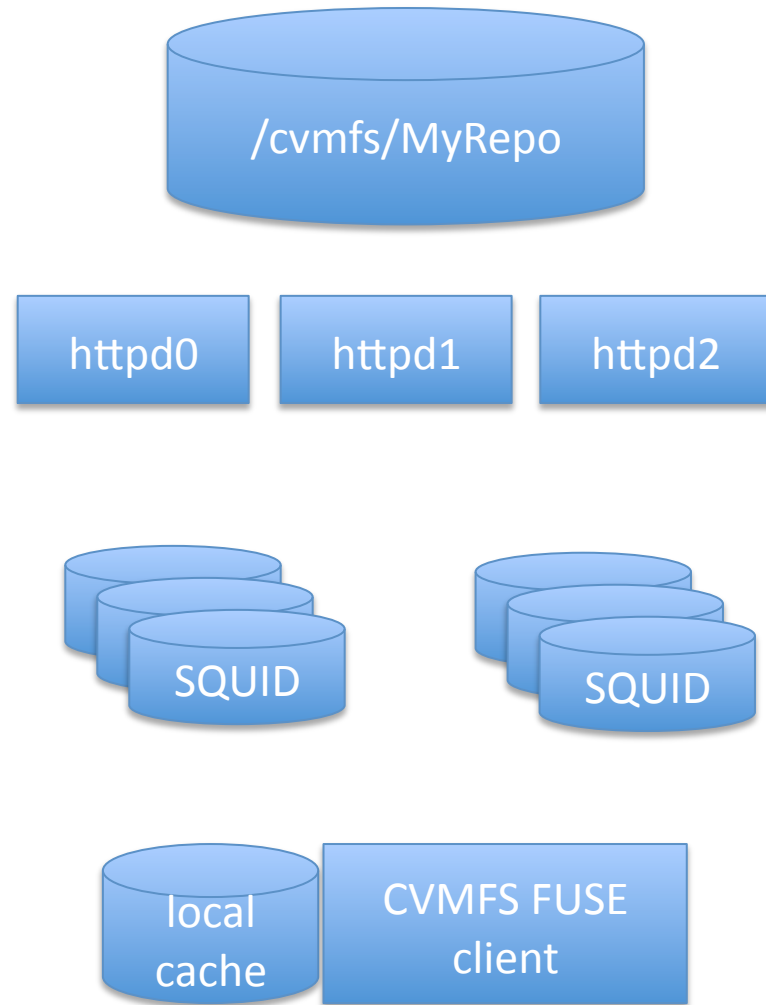 /cvmfs/MyRepo
httpd0
httpd1
httpd2
SQUID
SQUID
local
cache
CVMFS FUSE
client